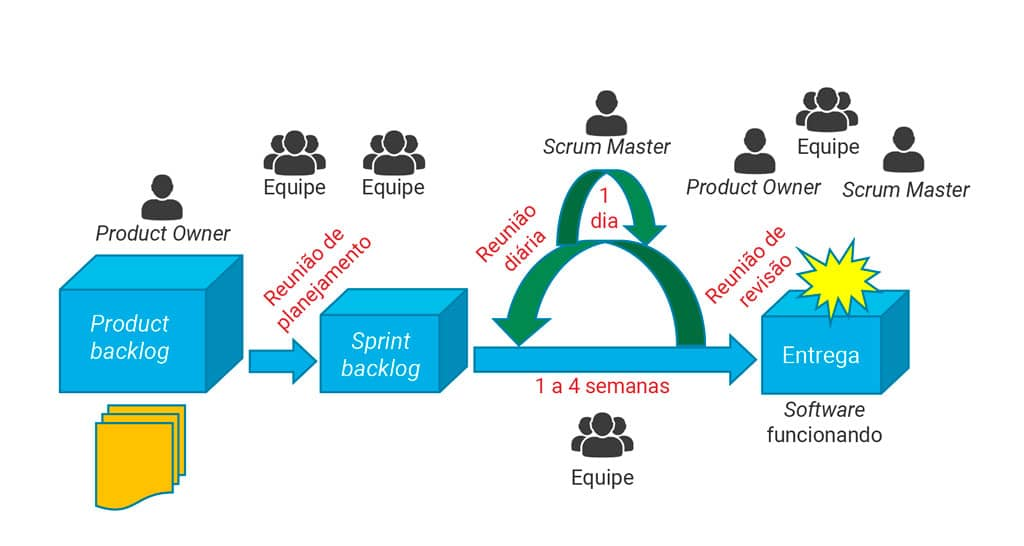 Product Owner
Product
backlog
Equipe
Equipe
Reunião de
planejamento
Sprint
backlog
Scrum Master
1
dia
Reunião
diária
1 a 4 semanas
Equipe
Equipe
Product Owner
Scrum Master
Reunião de
revisão
Entrega
Software
funcionando